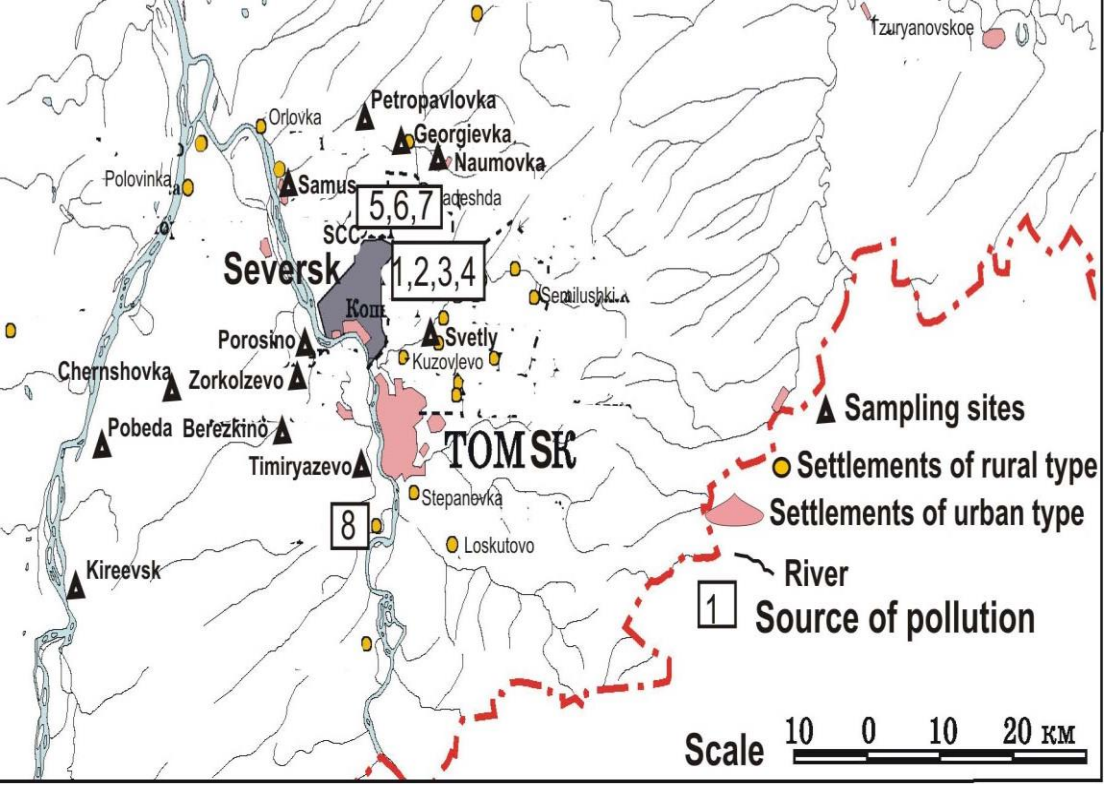 Tzuryanovskoe
Petropavlovka
Orlovka
Georgievka
Naumovka
Polovinka
Samus
5,6,7
adeshda
SCC
Seversk
1,2,3,4
Semilushki
Porosino
Svetly
Kuzovlevo
Chernshovka
Zorkolzevo
Pobeda
Berezkino
TOMSK
Timiryazevo
Stepanovka
8
Loskutovo
Kireevsk
Sampling sites
Settlements of rural type
Settlements of urban type
River
1
Source of pollution
Scale
10 0 10 20 км